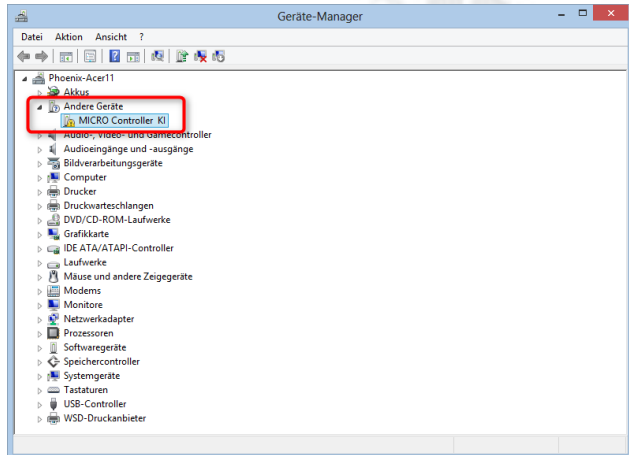 Geräte-Manager
Datei Aktion Ansicht ?
Phoenix-Acer11
Akkus
Andere Geräte
MICRO Controller KI
Audio-, Video- und Gamecontroller
Audioeingänge und -ausgänge
Bildverarbeitungsgeräte
Computer
Drucker
Druckwarteschlangen
DVD/CD-ROM-Laufwerke
Grafikkarte
IDE ATA/ATAPI-Controller
Laufwerke
Mäuse und andere Zeigegeräte
Modems
Monitore
Netzwerkadapter
Prozessoren
Softwaregeräte
Speichercontroller
Systemgeräte
Tastaturen
USB-Controller
WSD-Druckanbieter